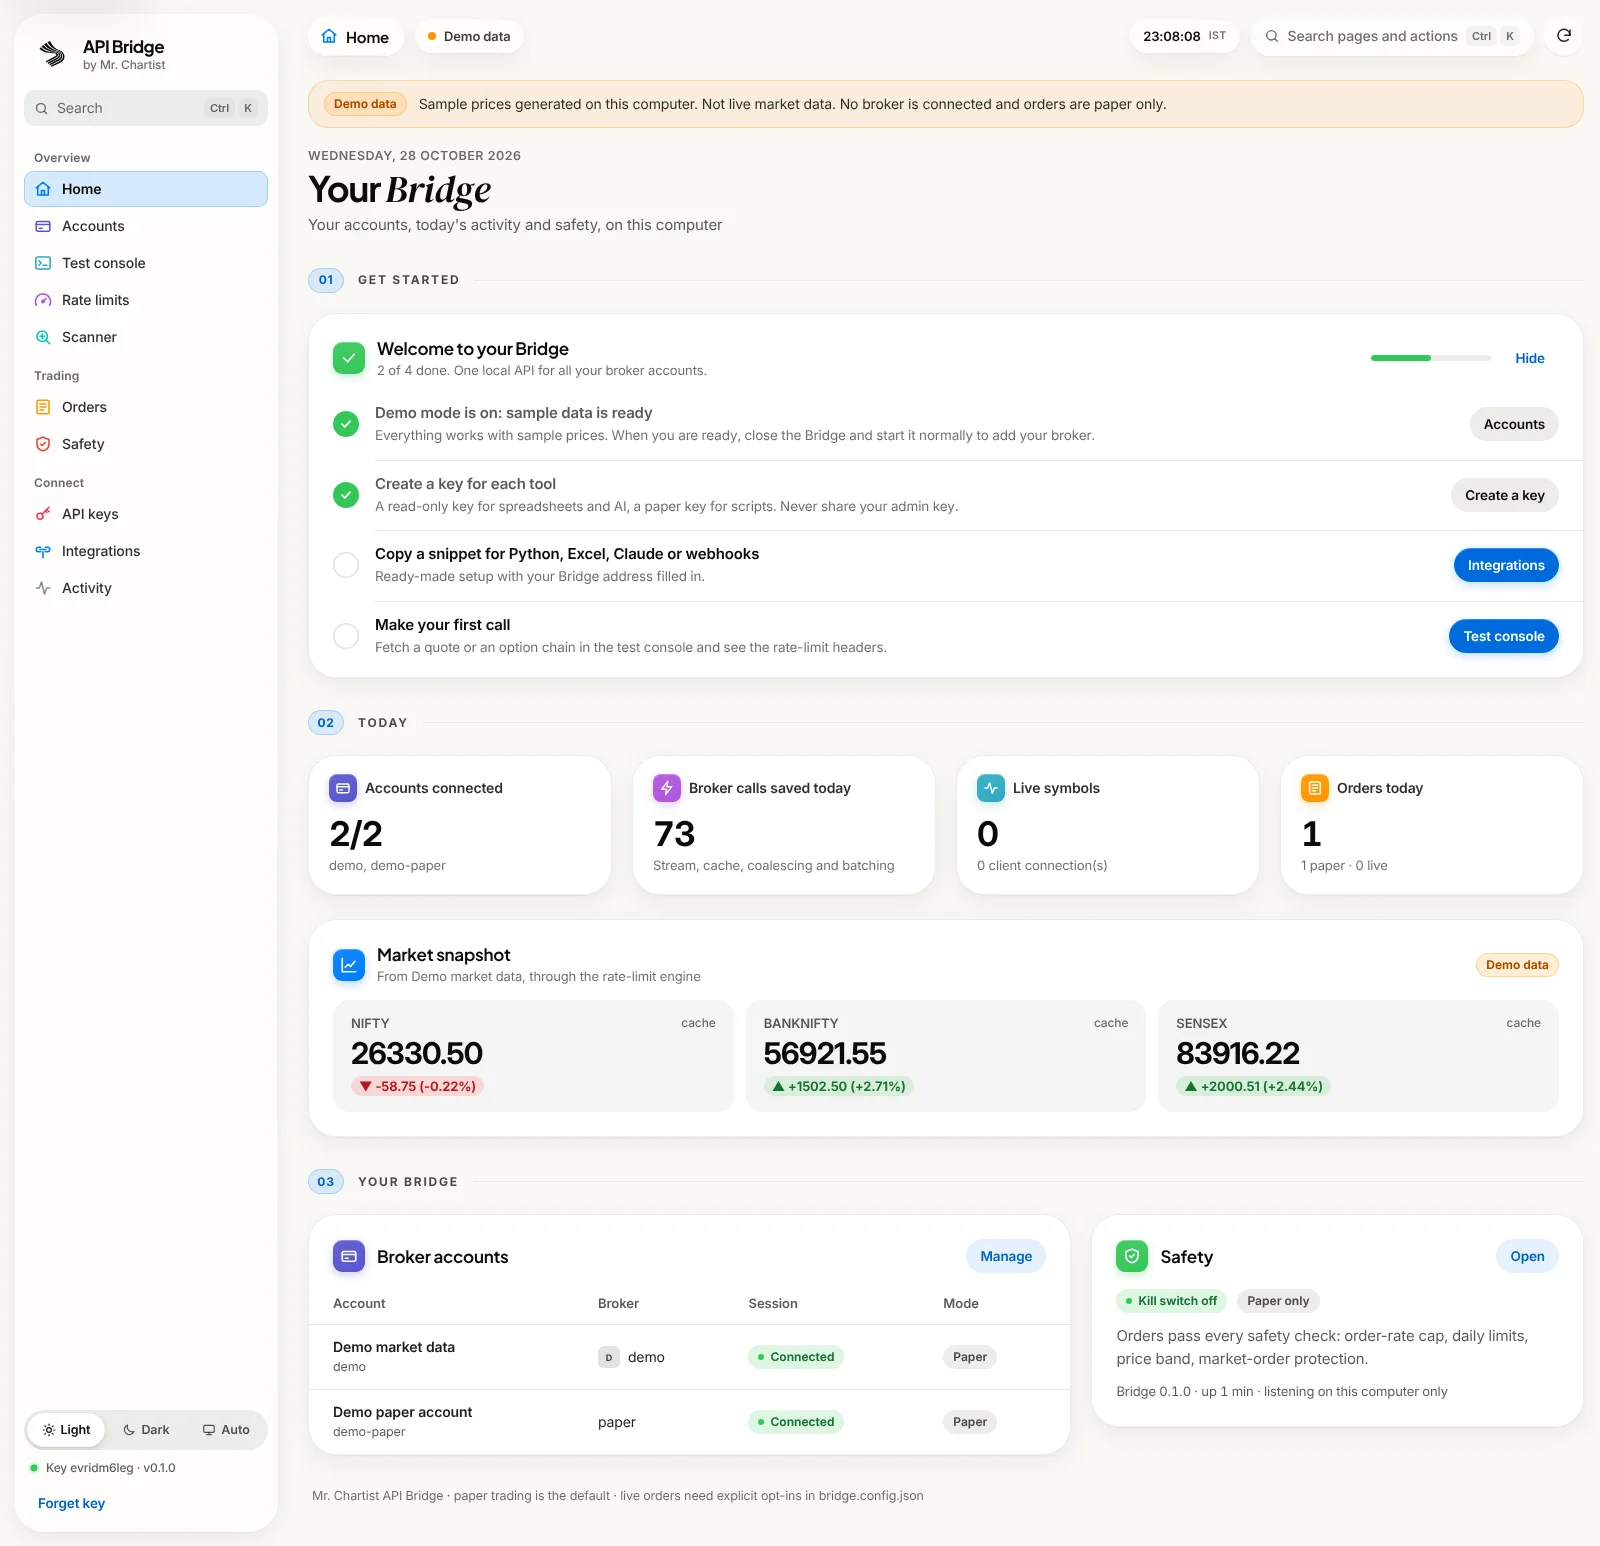 API Bridge
by Mr. Chartist
Search Ctrl K
Overview
Home
Accounts
Test console
Rate limits
Scanner
Trading
Orders
Safety
Connect
API keys
Integrations
Activity
Light Dark Auto
Key evridm6leg · v0.1.0
Forget key
Home Demo data
23:08:08 IST Search pages and actions Ctrl K
Demo data Sample prices generated on this computer. Not live market data. No broker is connected and orders are paper only.
WEDNESDAY, 28 OCTOBER 2026
Your Bridge
Your accounts, today's activity and safety, on this computer
01 GET STARTED
Welcome to your Bridge
2 of 4 done. One local API for all your broker accounts.
Hide
Demo mode is on: sample data is ready
Everything works with sample prices. When you are ready, close the Bridge and start it normally to add your broker.
Accounts
Create a key for each tool
A read-only key for spreadsheets and AI, a paper key for scripts. Never share your admin key.
Create a key
Copy a snippet for Python, Excel, Claude or webhooks
Ready-made setup with your Bridge address filled in.
Integrations
Make your first call
Fetch a quote or an option chain in the test console and see the rate-limit headers.
Test console
02 TODAY
Accounts connected
2/2
demo, demo-paper
Broker calls saved today
73
Stream, cache, coalescing and batching
Live symbols
0
0 client connection(s)
Orders today
1
1 paper · 0 live
Market snapshot
From Demo market data, through the rate-limit engine
Demo data
NIFTY cache
26330.50
▼ -58.75 (-0.22%)
BANKNIFTY cache
56921.55
▲ +1502.50 (+2.71%)
SENSEX cache
83916.22
▲ +2000.51 (+2.44%)
03 YOUR BRIDGE
Broker accounts Manage
Account Broker Session Mode
Demo market data
demo
D demo Connected Paper
Demo paper account
demo-paper
paper Connected Paper
Safety Open
Kill switch off Paper only
Orders pass every safety check: order-rate cap, daily limits,
price band, market-order protection.
Bridge 0.1.0 · up 1 min · listening on this computer only
Mr. Chartist API Bridge · paper trading is the default · live orders need explicit opt-ins in bridge.config.json